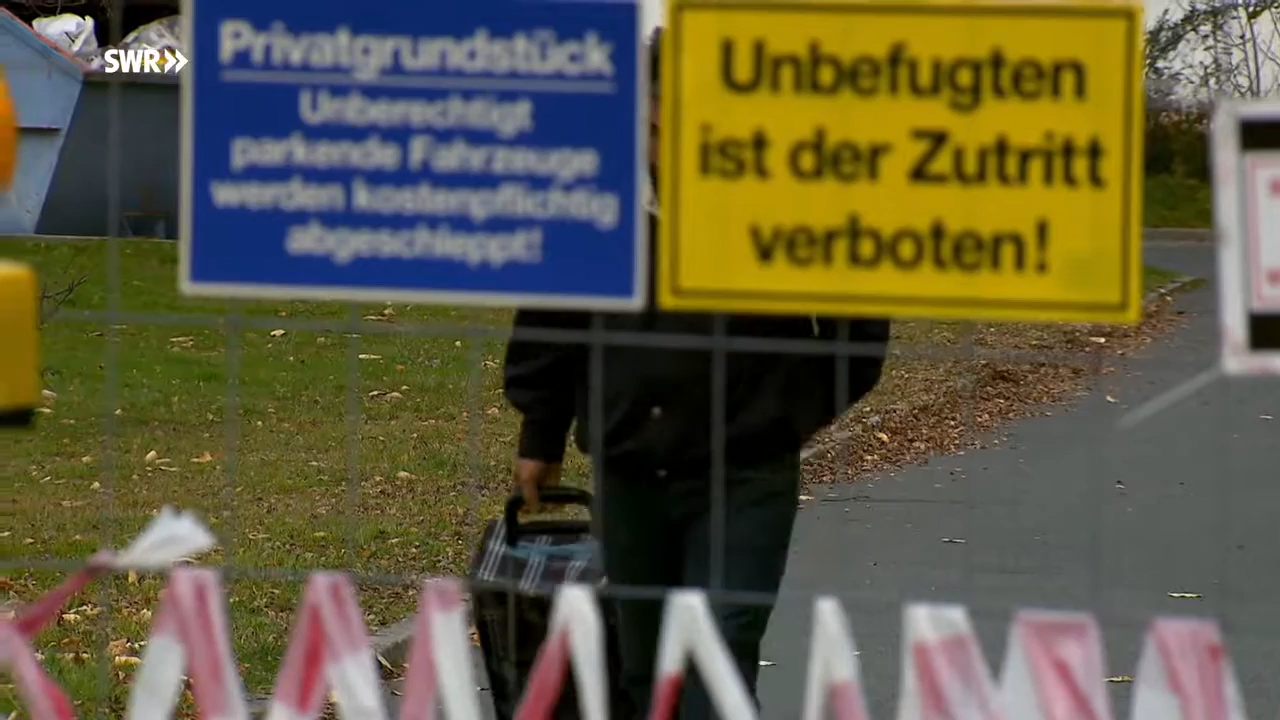 SWR
Privatgrundstück
Unberechtigt
parkende Fahrzeuge
werden kostenpflichtig
abgeschleppt!
Unbefugten
ist der Zutritt
verboten!